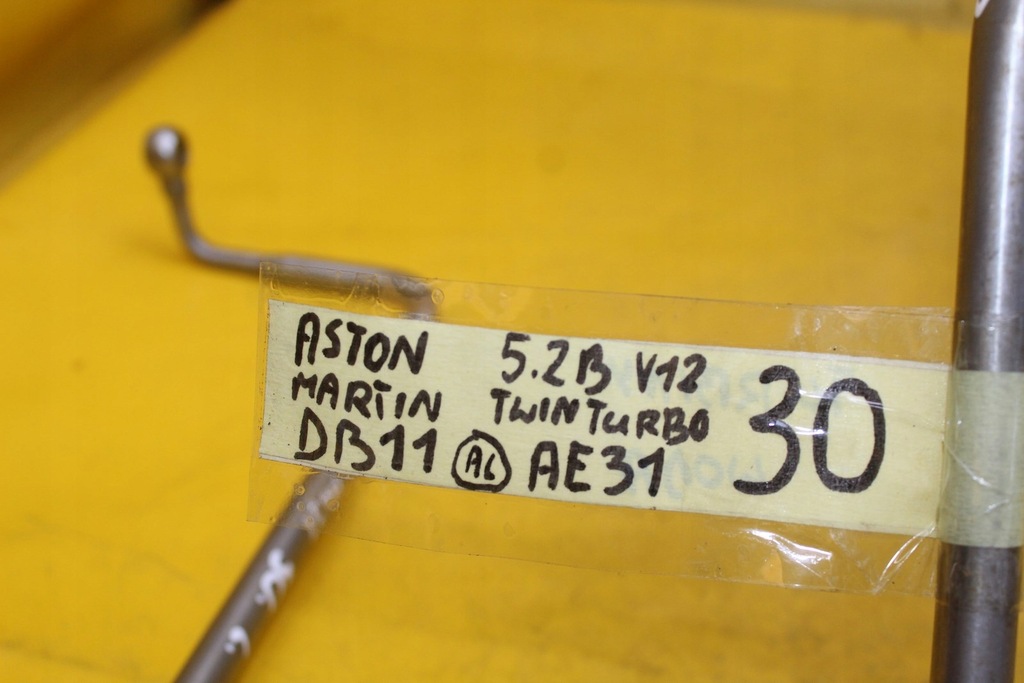 ASTON 5.2B V12
MARTIN TWINTURBO
DB11 AL AE31
30